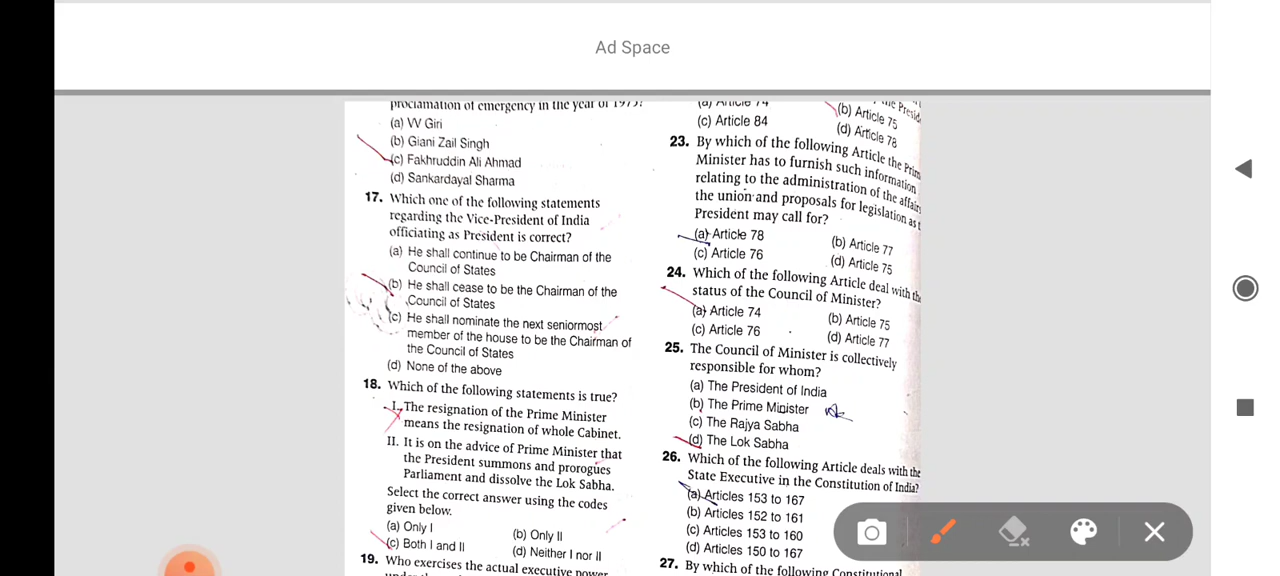 Ad Space
proclamation of emergency in the year of 1975?
(a) VV Giri
(b) Giani Zail Singh
(c) Fakhruddin Ali Ahmad
(d) Sankardayal Sharma
17. Which one of the following statements
regarding the Vice-President of India
officiating as President is correct?
(a) He shall continue to be Chairman of the
Council of States
(b) He shall cease to be the Chairman of the
Council of States
(c) He shall nominate the next seniormost
member of the house to be the Chairman of
the Council of States
(d) None of the above
18. Which of the following statements is true?
I. The resignation of the Prime Minister
means the resignation of whole Cabinet.
II. It is on the advice of Prime Minister that
the President summons and prorogues
Parliament and dissolve the Lok Sabha.
Select the correct answer using the codes
given below.
(a) Only I (b) Only II
(c) Both I and II (d) Neither I nor II
19. Who exercises the actual executive power
(a) Article 74 (b) Article 75
(c) Article 84 (d) Article 78
23. By which of the following Article the
Minister has to furnish such information
relating to the administration of the affairs
the union and proposals for legislation as
President may call for?
(a) Article 78 (b) Article 77
(c) Article 76 (d) Article 75
24. Which of the following Article deal with the
status of the Council of Minister?
(a) Article 74 (b) Article 75
(c) Article 76 (d) Article 77
25. The Council of Minister is collectively
responsible for whom?
(a) The President of India
(b) The Prime Minister
(c) The Rajya Sabha
(d) The Lok Sabha
26. Which of the following Article deals with the
State Executive in the Constitution of India?
(a) Articles 153 to 167
(b) Articles 152 to 161
(c) Articles 153 to 160
(d) Articles 150 to 167
27. By which of the following Constitutional